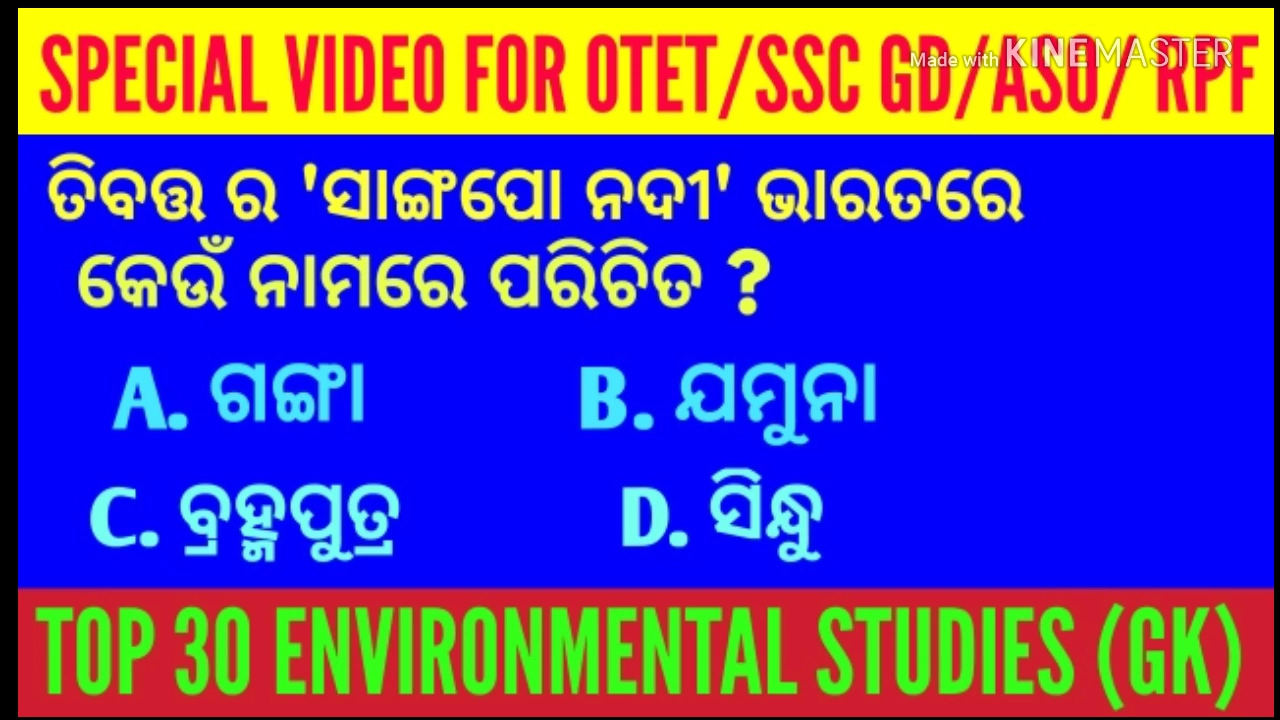 SPECIAL VIDEO FOR OTET/SSC GD/ASO/ RPF
Made with KINEMASTER
ତିବତ୍ତ ର 'ସାଙ୍ଗପୋ ନଦୀ' ଭାରତରେ
କେଉଁ ନାମରେ ପରିଚିତ ?
A. ଗଙ୍ଗା B. ଯମୁନା
C. ବ୍ରହ୍ମପୁତ୍ର D. ସିନ୍ଧୁ
TOP 30 ENVIRONMENTAL STUDIES (GK)